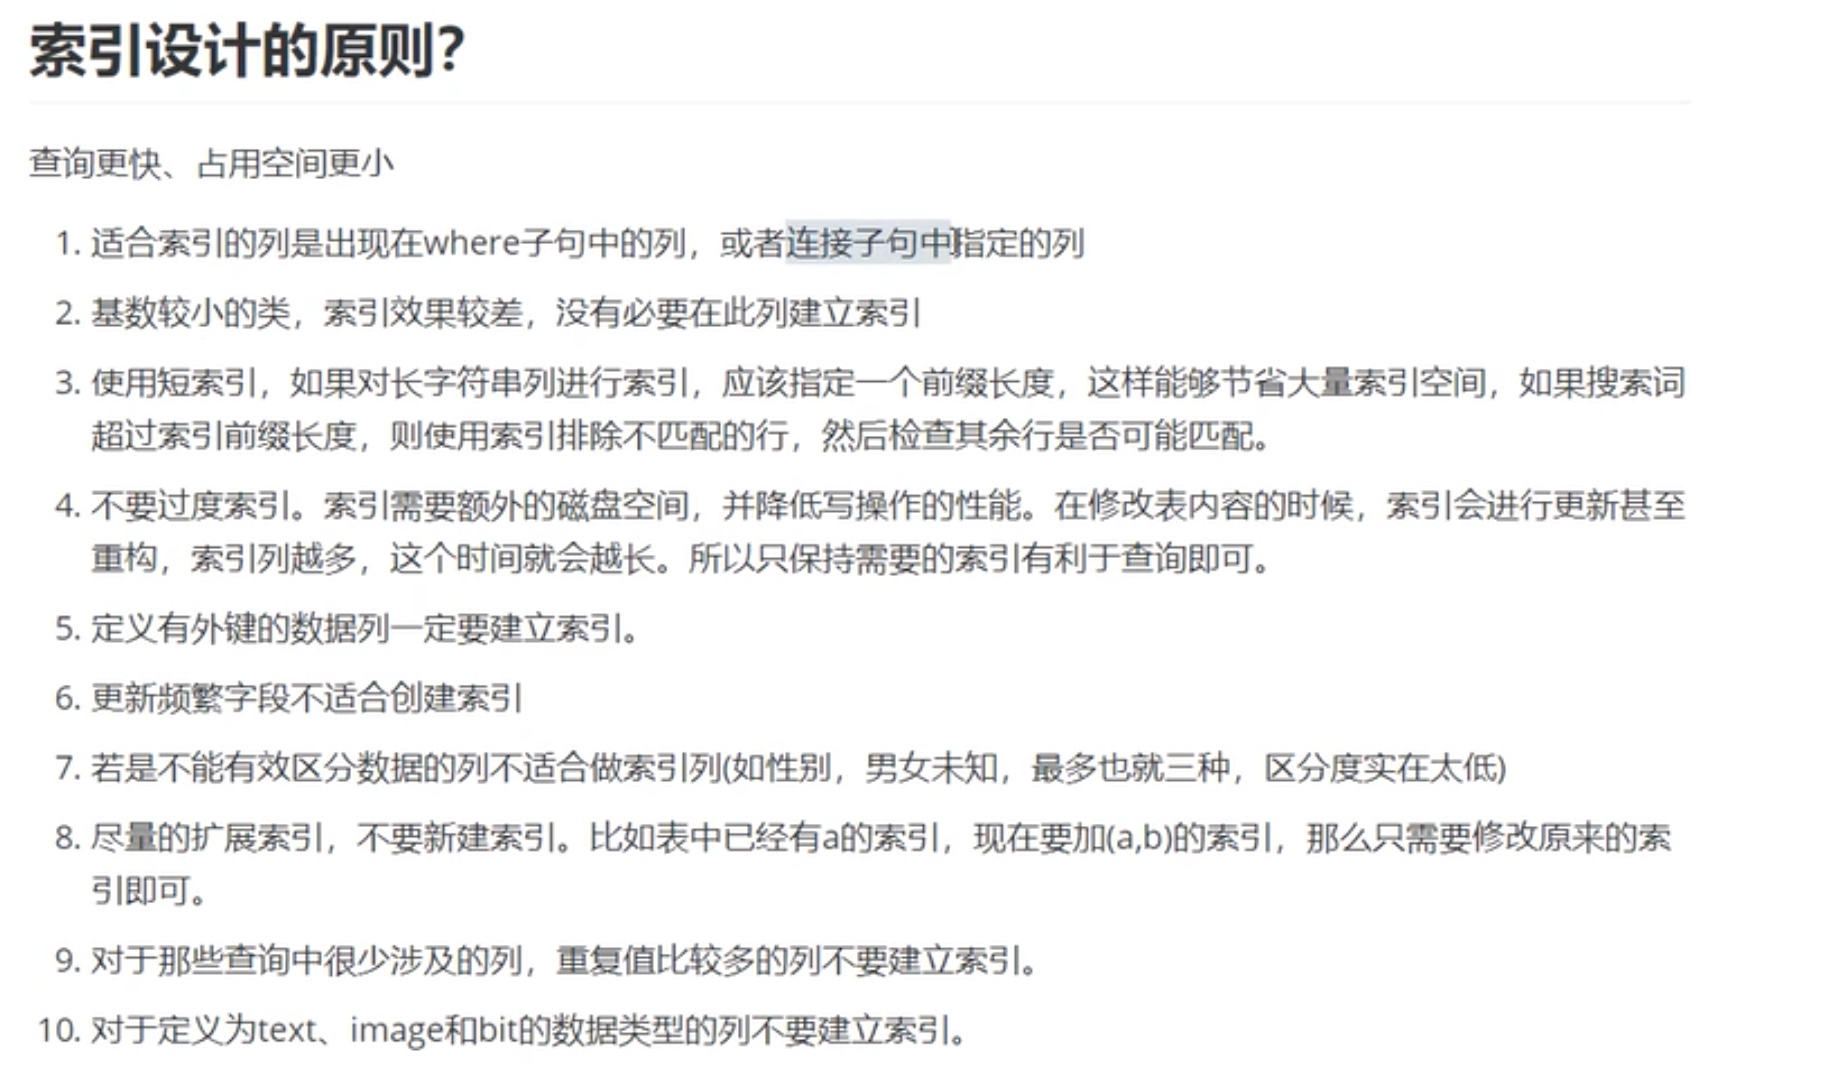 索引设计的原则？
查询更快、占用空间更小
1. 适合索引的列是出现在where子句中的列，或者连接子句中指定的列
2. 基数较小的类，索引效果较差，没有必要在此列建立索引
3. 使用短索引，如果对长字符串列进行索引，应该指定一个前缀长度，这样能够节省大量索引空间，如果搜索词
超过索引前缀长度，则使用索引排除不匹配的行，然后检查其余行是否可能匹配。
4. 不要过度索引。索引需要额外的磁盘空间，并降低写操作的性能。在修改表内容的时候，索引会进行更新甚至
重构，索引列越多，这个时间就会越长。所以只保持需要的索引有利于查询即可。
5. 定义有外键的数据列一定要建立索引。
6. 更新频繁字段不适合创建索引
7. 若是不能有效区分数据的列不适合做索引列(如性别，男女未知，最多也就三种，区分度实在太低)
8. 尽量的扩展索引，不要新建索引。比如表中已经有a的索引，现在要加(a,b)的索引，那么只需要修改原来的索
引即可。
9. 对于那些查询中很少涉及的列，重复值比较多的列不要建立索引。
10. 对于定义为text、image和bit的数据类型的列不要建立索引。